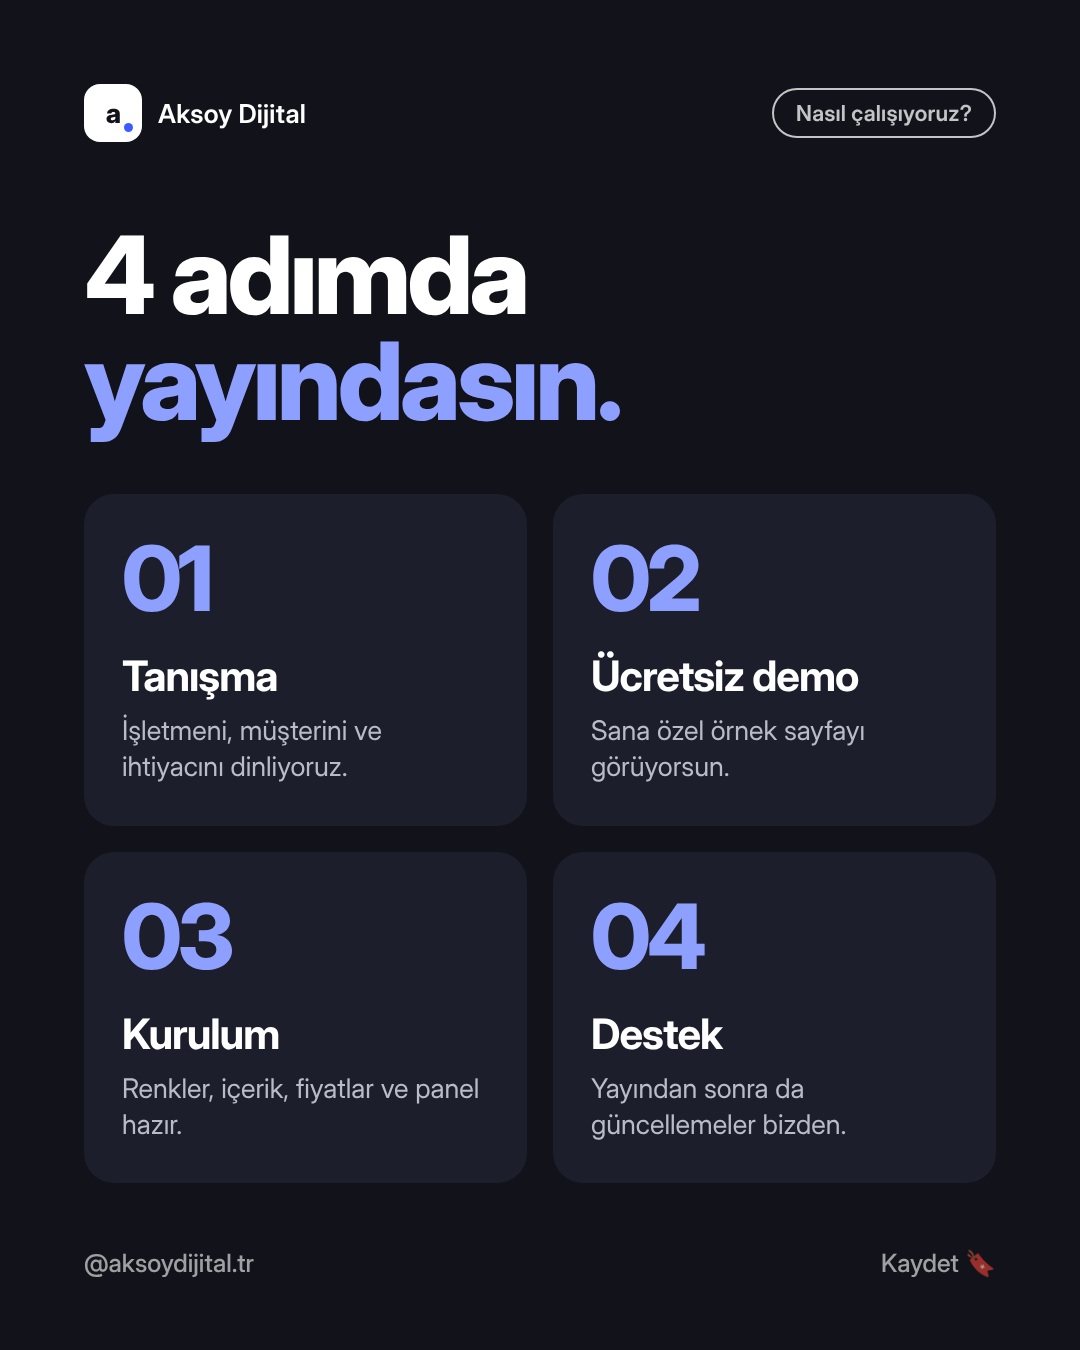 a.
Aksoy Dijital
Nasıl çalışıyoruz?
4 adımda
yayındasın.
01
Tanışma
İşletmeni, müşterini ve
ihtiyacını dinliyoruz.
02
Ücretsiz demo
Sana özel örnek sayfayı
görüyorsun.
03
Kurulum
Renkler, içerik, fiyatlar ve panel
hazır.
04
Destek
Yayından sonra da
güncellemeler bizden.
@aksoydijital.tr
Kaydet 🔖